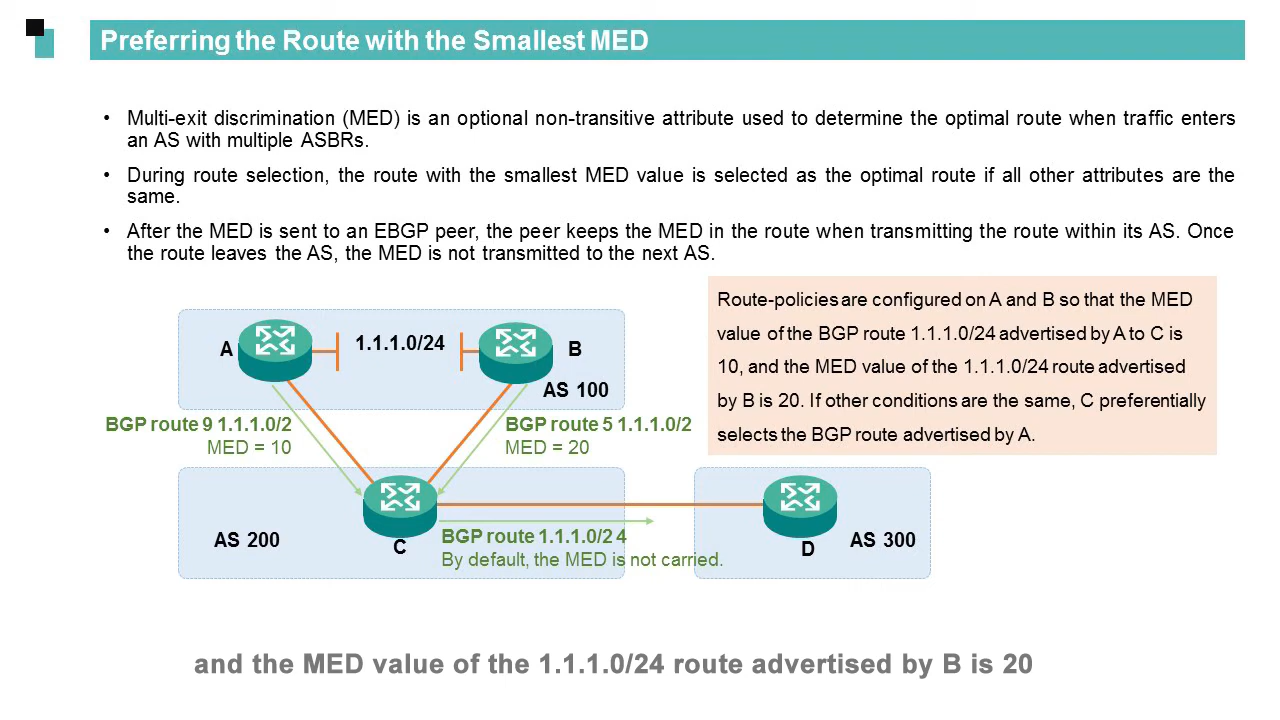 Preferring the Route with the Smallest MED
• Multi-exit discrimination (MED) is an optional non-transitive attribute used to determine the optimal route when traffic enters
an AS with multiple ASBRs.
• During route selection, the route with the smallest MED value is selected as the optimal route if all other attributes are the
same.
• After the MED is sent to an EBGP peer, the peer keeps the MED in the route when transmitting the route within its AS. Once
the route leaves the AS, the MED is not transmitted to the next AS.
Route-policies are configured on A and B so that the MED
value of the BGP route 1.1.1.0/24 advertised by A to C is
10, and the MED value of the 1.1.1.0/24 route advertised
by B is 20. If other conditions are the same, C preferentially
selects the BGP route advertised by A.
A
1.1.1.0/24
B
AS 100
BGP route 9 1.1.1.0/2
MED = 10
BGP route 5 1.1.1.0/2
MED = 20
AS 200
C
BGP route 1.1.1.0/2 4
By default, the MED is not carried.
D
AS 300
and the MED value of the 1.1.1.0/24 route advertised by B is 20